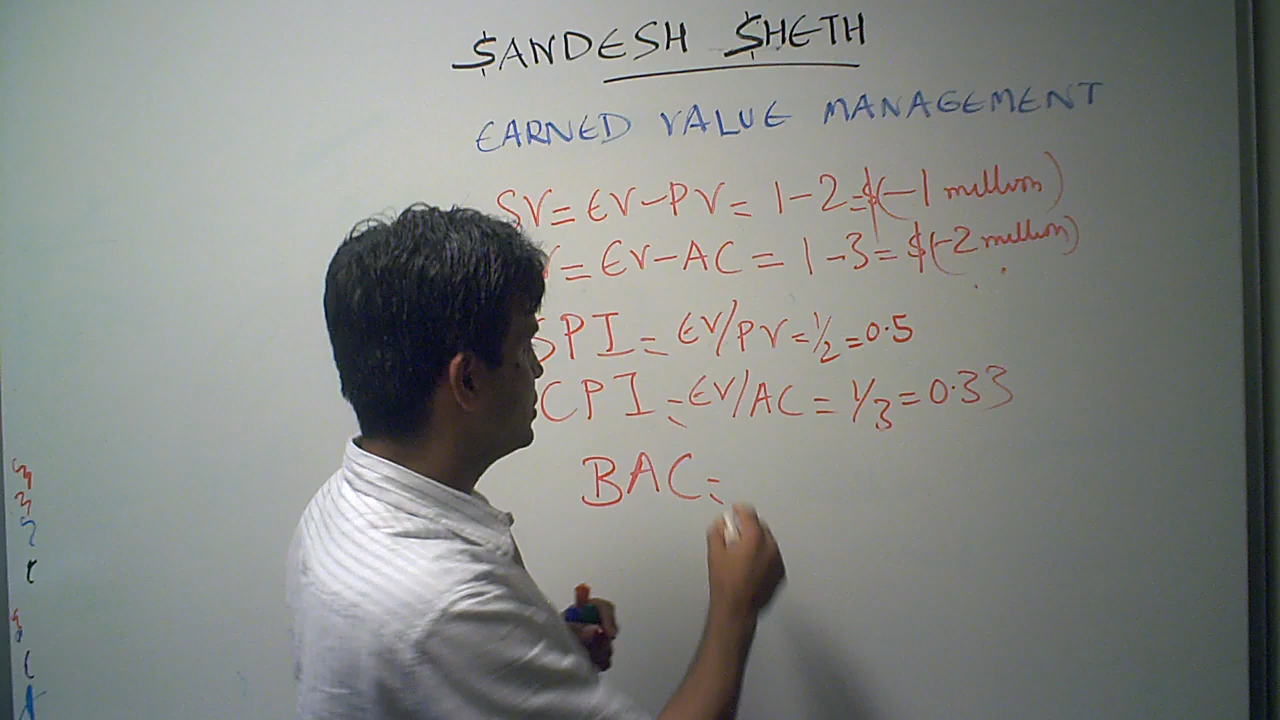 $ANDESH $HETH
EARNED VALUE MANAGEMENT
SV = EV-PV = 1-2 = $(-1 million)
V = EV-AC = 1-3 = $(-2 million)
SPI = EV/PV = 1/2 = 0.5
CPI = EV/AC = 1/3 = 0.33
BAC =